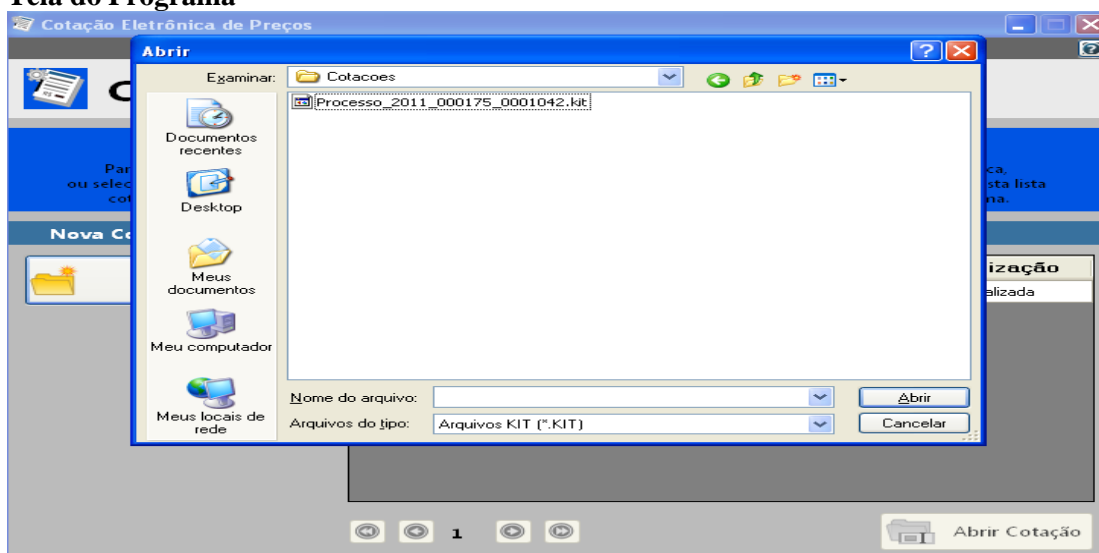 Tela do Programa
Cotação Eletrônica de Preços
Abrir
Examinar:
Cotacoes
Processo_2011_000175_0001042.kit
Documentos
recentes
Desktop
Meus
documentos
Meu computador
Meus locais de
rede
Nome do arquivo:
Abrir
Arquivos do tipo:
Arquivos KIT (*.KIT)
Cancelar
C
Par
ca,
ou selec
sta lista
cot
na.
Nova Co
ização
alizada
1
Abrir Cotação